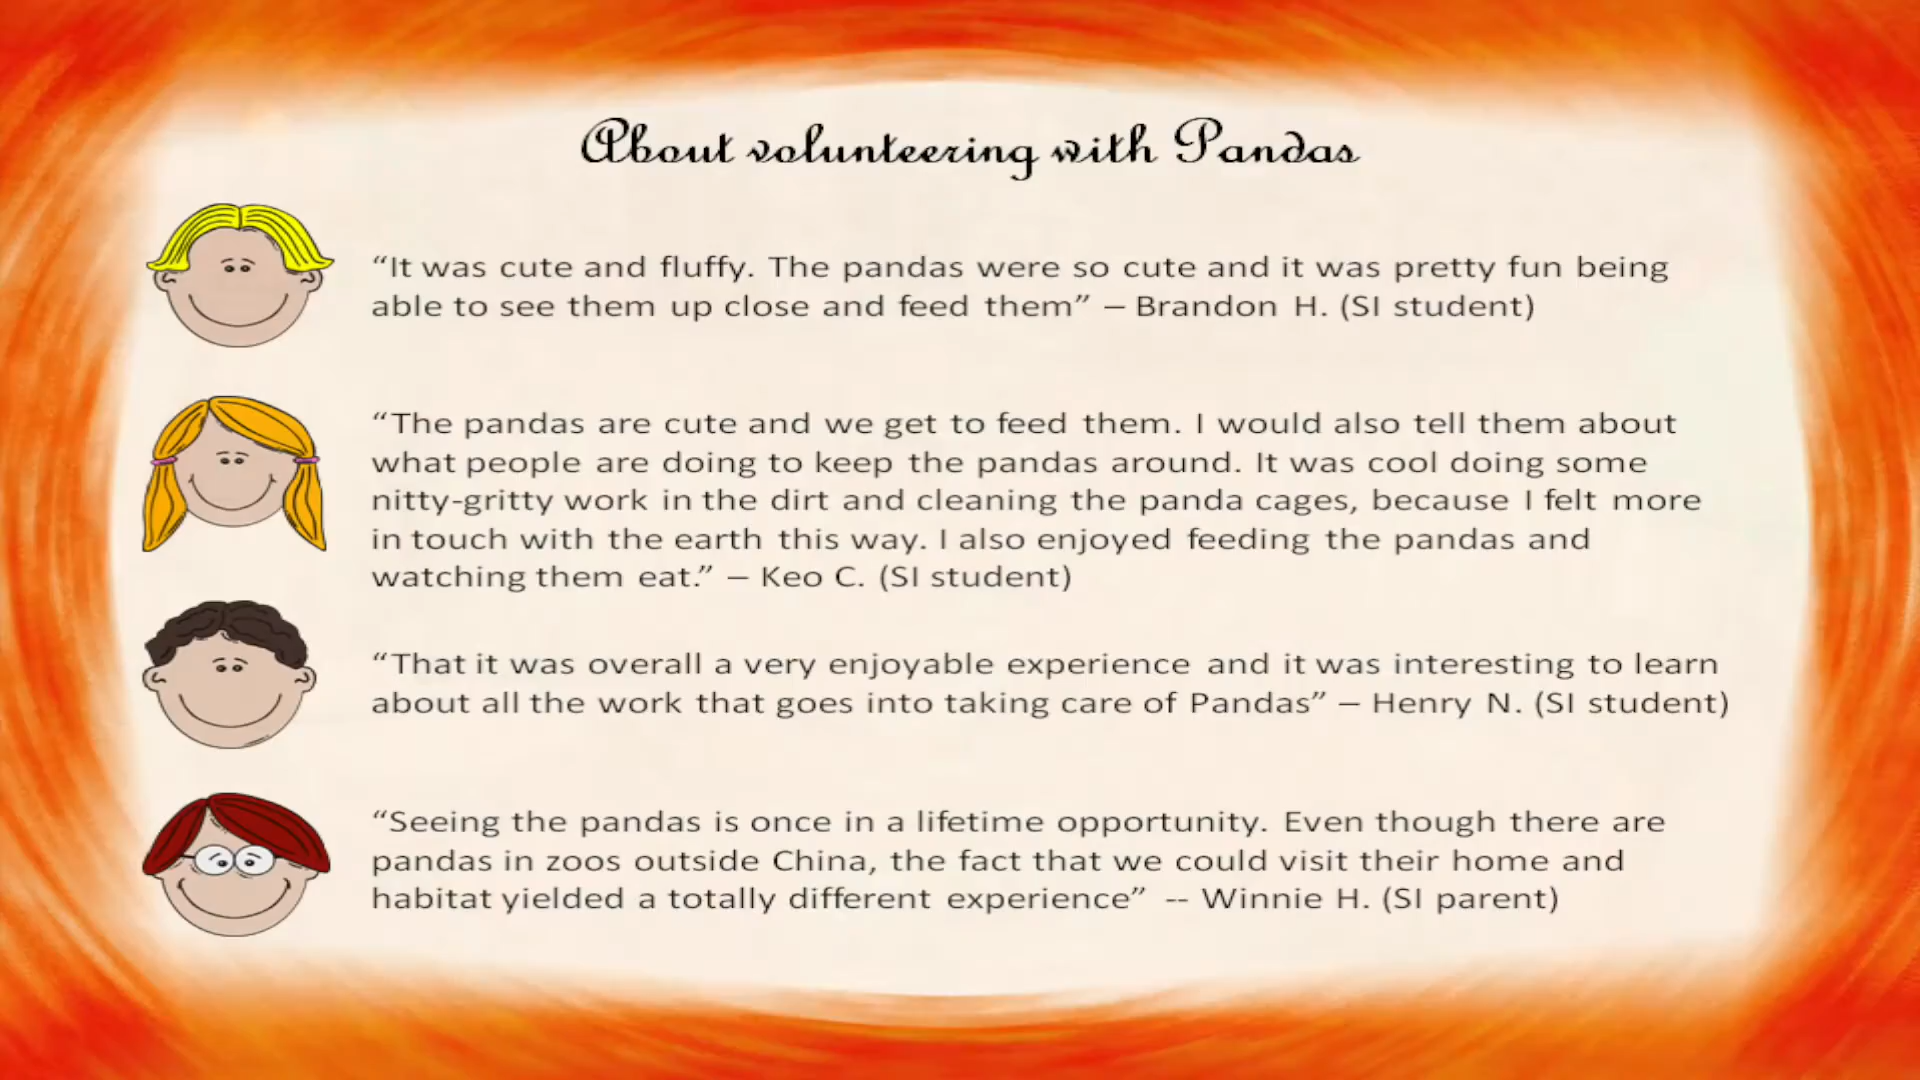 About volunteering with Pandas
“It was cute and fluffy. The pandas were so cute and it was pretty fun being
able to see them up close and feed them” – Brandon H. (SI student)
“The pandas are cute and we get to feed them. I would also tell them about
what people are doing to keep the pandas around. It was cool doing some
nitty-gritty work in the dirt and cleaning the panda cages, because I felt more
in touch with the earth this way. I also enjoyed feeding the pandas and
watching them eat.” – Keo C. (SI student)
“That it was overall a very enjoyable experience and it was interesting to learn
about all the work that goes into taking care of Pandas” – Henry N. (SI student)
“Seeing the pandas is once in a lifetime opportunity. Even though there are
pandas in zoos outside China, the fact that we could visit their home and
habitat yielded a totally different experience” -- Winnie H. (SI parent)